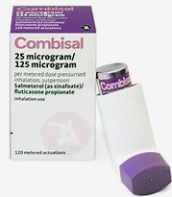 Combisal
25 microgram/
125 microgram
per metered dose pressurised
inhalation, suspension
Salmeterol (as xinafoate)/
fluticasone propionate
inhalation use
120 metered actuations